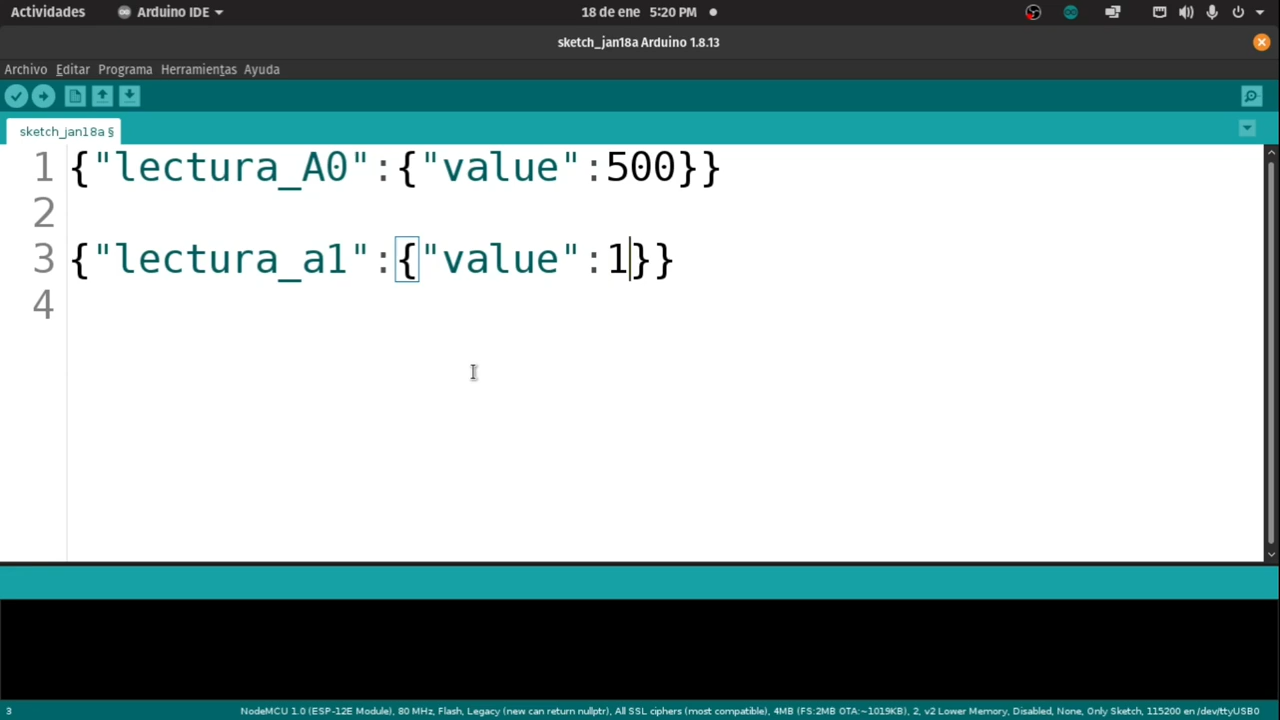 Actividades Arduino IDE 18 de ene 5:20 PM
sketch_jan18a Arduino 1.8.13
Archivo Editar Programa Herramientas Ayuda
sketch_jan18a §
1 {"lectura_A0":{"value":500}}
2
3 {"lectura_a1":{"value":1}}
4
3 NodeMCU 1.0 (ESP-12E Module), 80 MHz, Flash, Legacy (new can return nullptr), All SSL ciphers (most compatible), 4MB (FS:2MB OTA:~1019KB), 2, v2 Lower Memory, Disabled, None, Only Sketch, 115200 en /dev/ttyUSB0